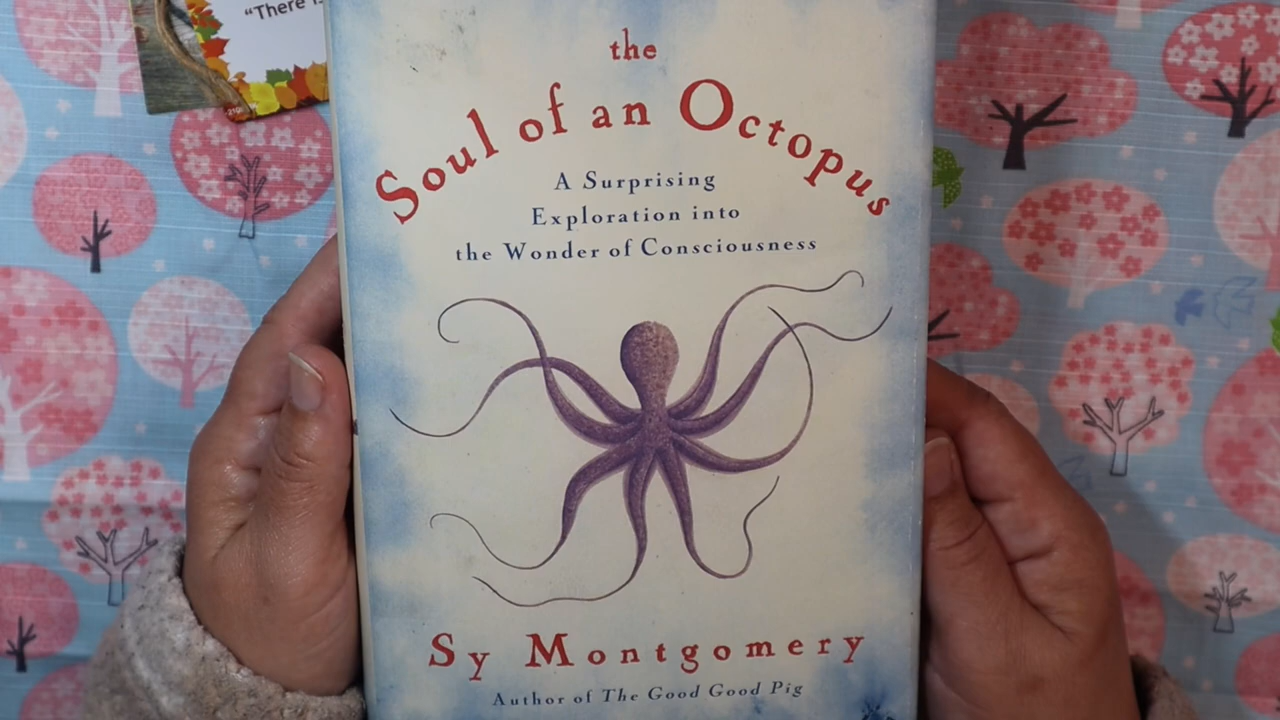 "There
the
Soul of an Octopus
A Surprising
Exploration into
the Wonder of Consciousness
Sy Montgomery
Author of The Good Good Pig